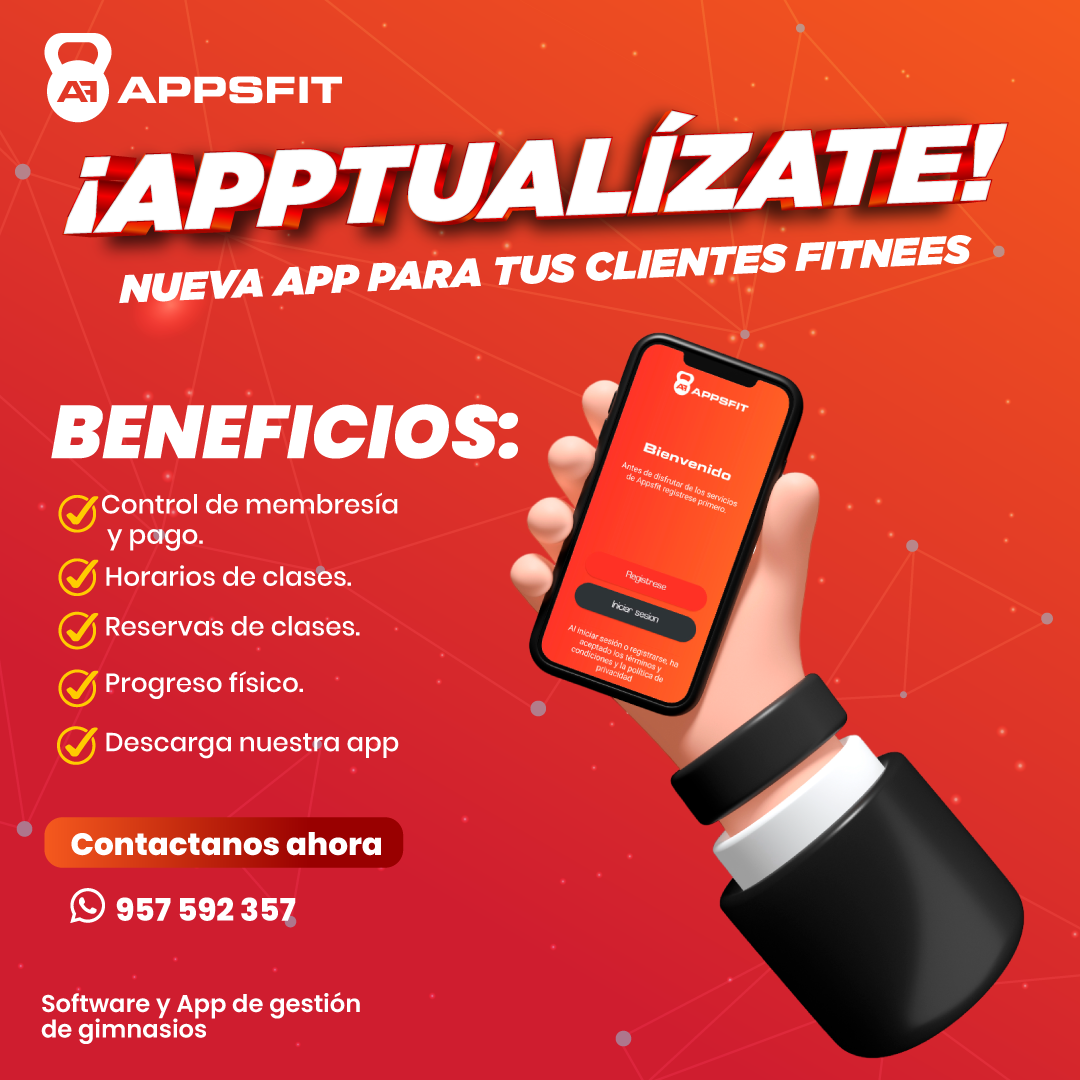 AF APPSFIT
¡APPTUALÍZATE!
NUEVA APP PARA TUS CLIENTES FITNEES
BENEFICIOS:
Control de membresía
y pago.
Horarios de clases.
Reservas de clases.
Progreso físico.
Descarga nuestra app
Contactanos ahora
957 592 357
Software y App de gestión
de gimnasios
AF APPSFIT
Bienvenido
Antes de disfrutar de los servicios
de Appsfit registrese primero.
Registrese
Iniciar sesion
Al iniciar sesión o registrarse, ha
aceptado los términos y
condiciones y la política de
privacidad